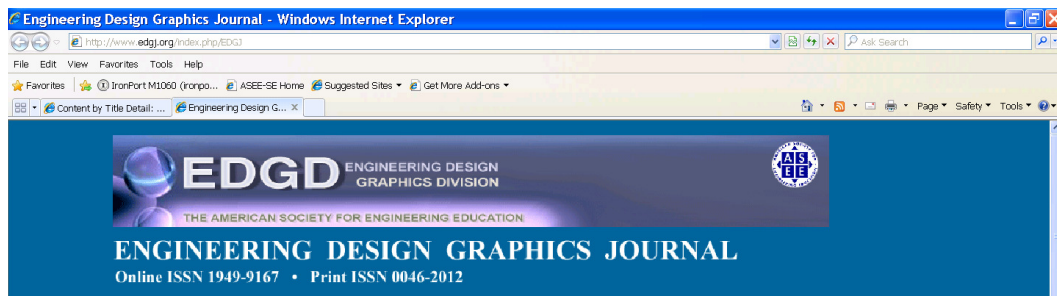 Engineering Design Graphics Journal - Windows Internet Explorer
http://www.edgj.org/index.php/EDGJ
Ask Search
File Edit View Favorites Tools Help
Favorites IronPort M1060 (ironpo... ASEE-SE Home Suggested Sites Get More Add-ons
Content by Title Detail: ... Engineering Design G... X Page Safety Tools
EDGD ENGINEERING DESIGN
GRAPHICS DIVISION
A S
E E
THE AMERICAN SOCIETY FOR ENGINEERING EDUCATION
ENGINEERING DESIGN GRAPHICS JOURNAL
Online ISSN 1949-9167 • Print ISSN 0046-2012